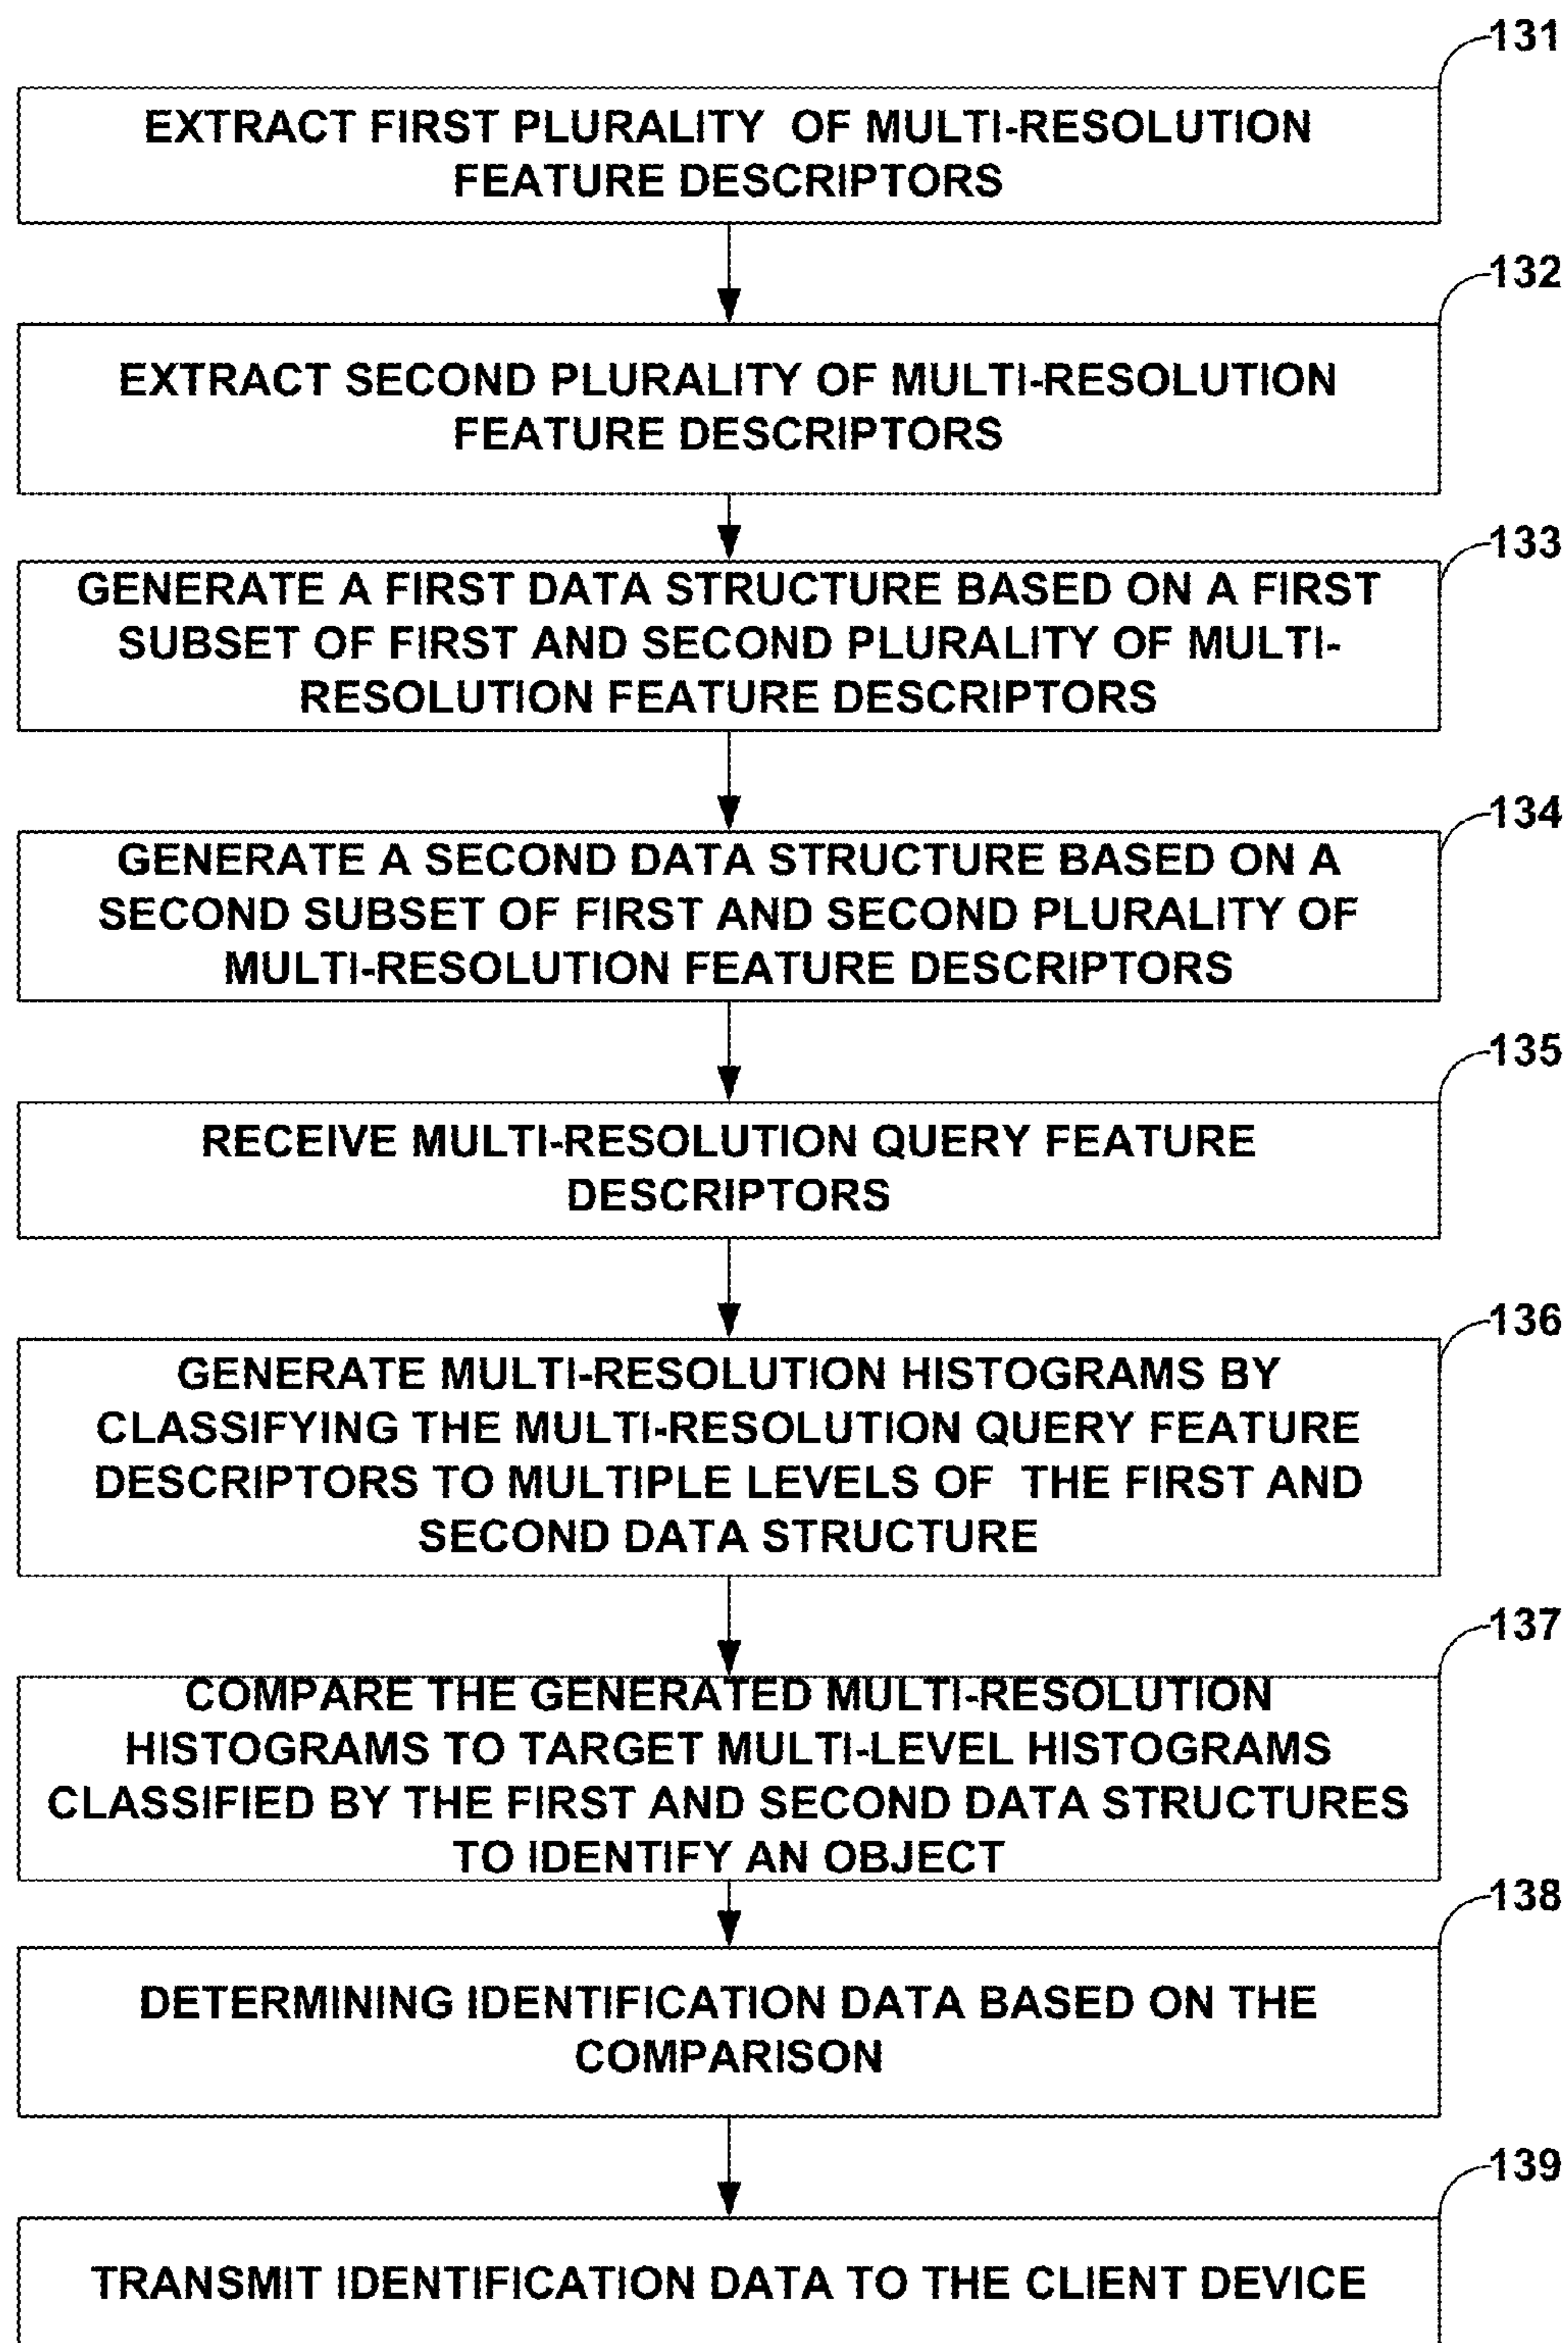 131
EXTRACT FIRST PLURALITY OF MULTI-RESOLUTION
FEATURE DESCRIPTORS
132
EXTRACT SECOND PLURALITY OF MULTI-RESOLUTION
FEATURE DESCRIPTORS
133
GENERATE A FIRST DATA STRUCTURE BASED ON A FIRST
SUBSET OF FIRST AND SECOND PLURALITY OF MULTI-
RESOLUTION FEATURE DESCRIPTORS
134
GENERATE A SECOND DATA STRUCTURE BASED ON A
SECOND SUBSET OF FIRST AND SECOND PLURALITY OF
MULTI-RESOLUTION FEATURE DESCRIPTORS
135
RECEIVE MULTI-RESOLUTION QUERY FEATURE
DESCRIPTORS
136
GENERATE MULTI-RESOLUTION HISTOGRAMS BY
CLASSIFYING THE MULTI-RESOLUTION QUERY FEATURE
DESCRIPTORS TO MULTIPLE LEVELS OF THE FIRST AND
SECOND DATA STRUCTURE
137
COMPARE THE GENERATED MULTI-RESOLUTION
HISTOGRAMS TO TARGET MULTI-LEVEL HISTOGRAMS
CLASSIFIED BY THE FIRST AND SECOND DATA STRUCTURES
TO IDENTIFY AN OBJECT
138
DETERMINING IDENTIFICATION DATA BASED ON THE
COMPARISON
139
TRANSMIT IDENTIFICATION DATA TO THE CLIENT DEVICE